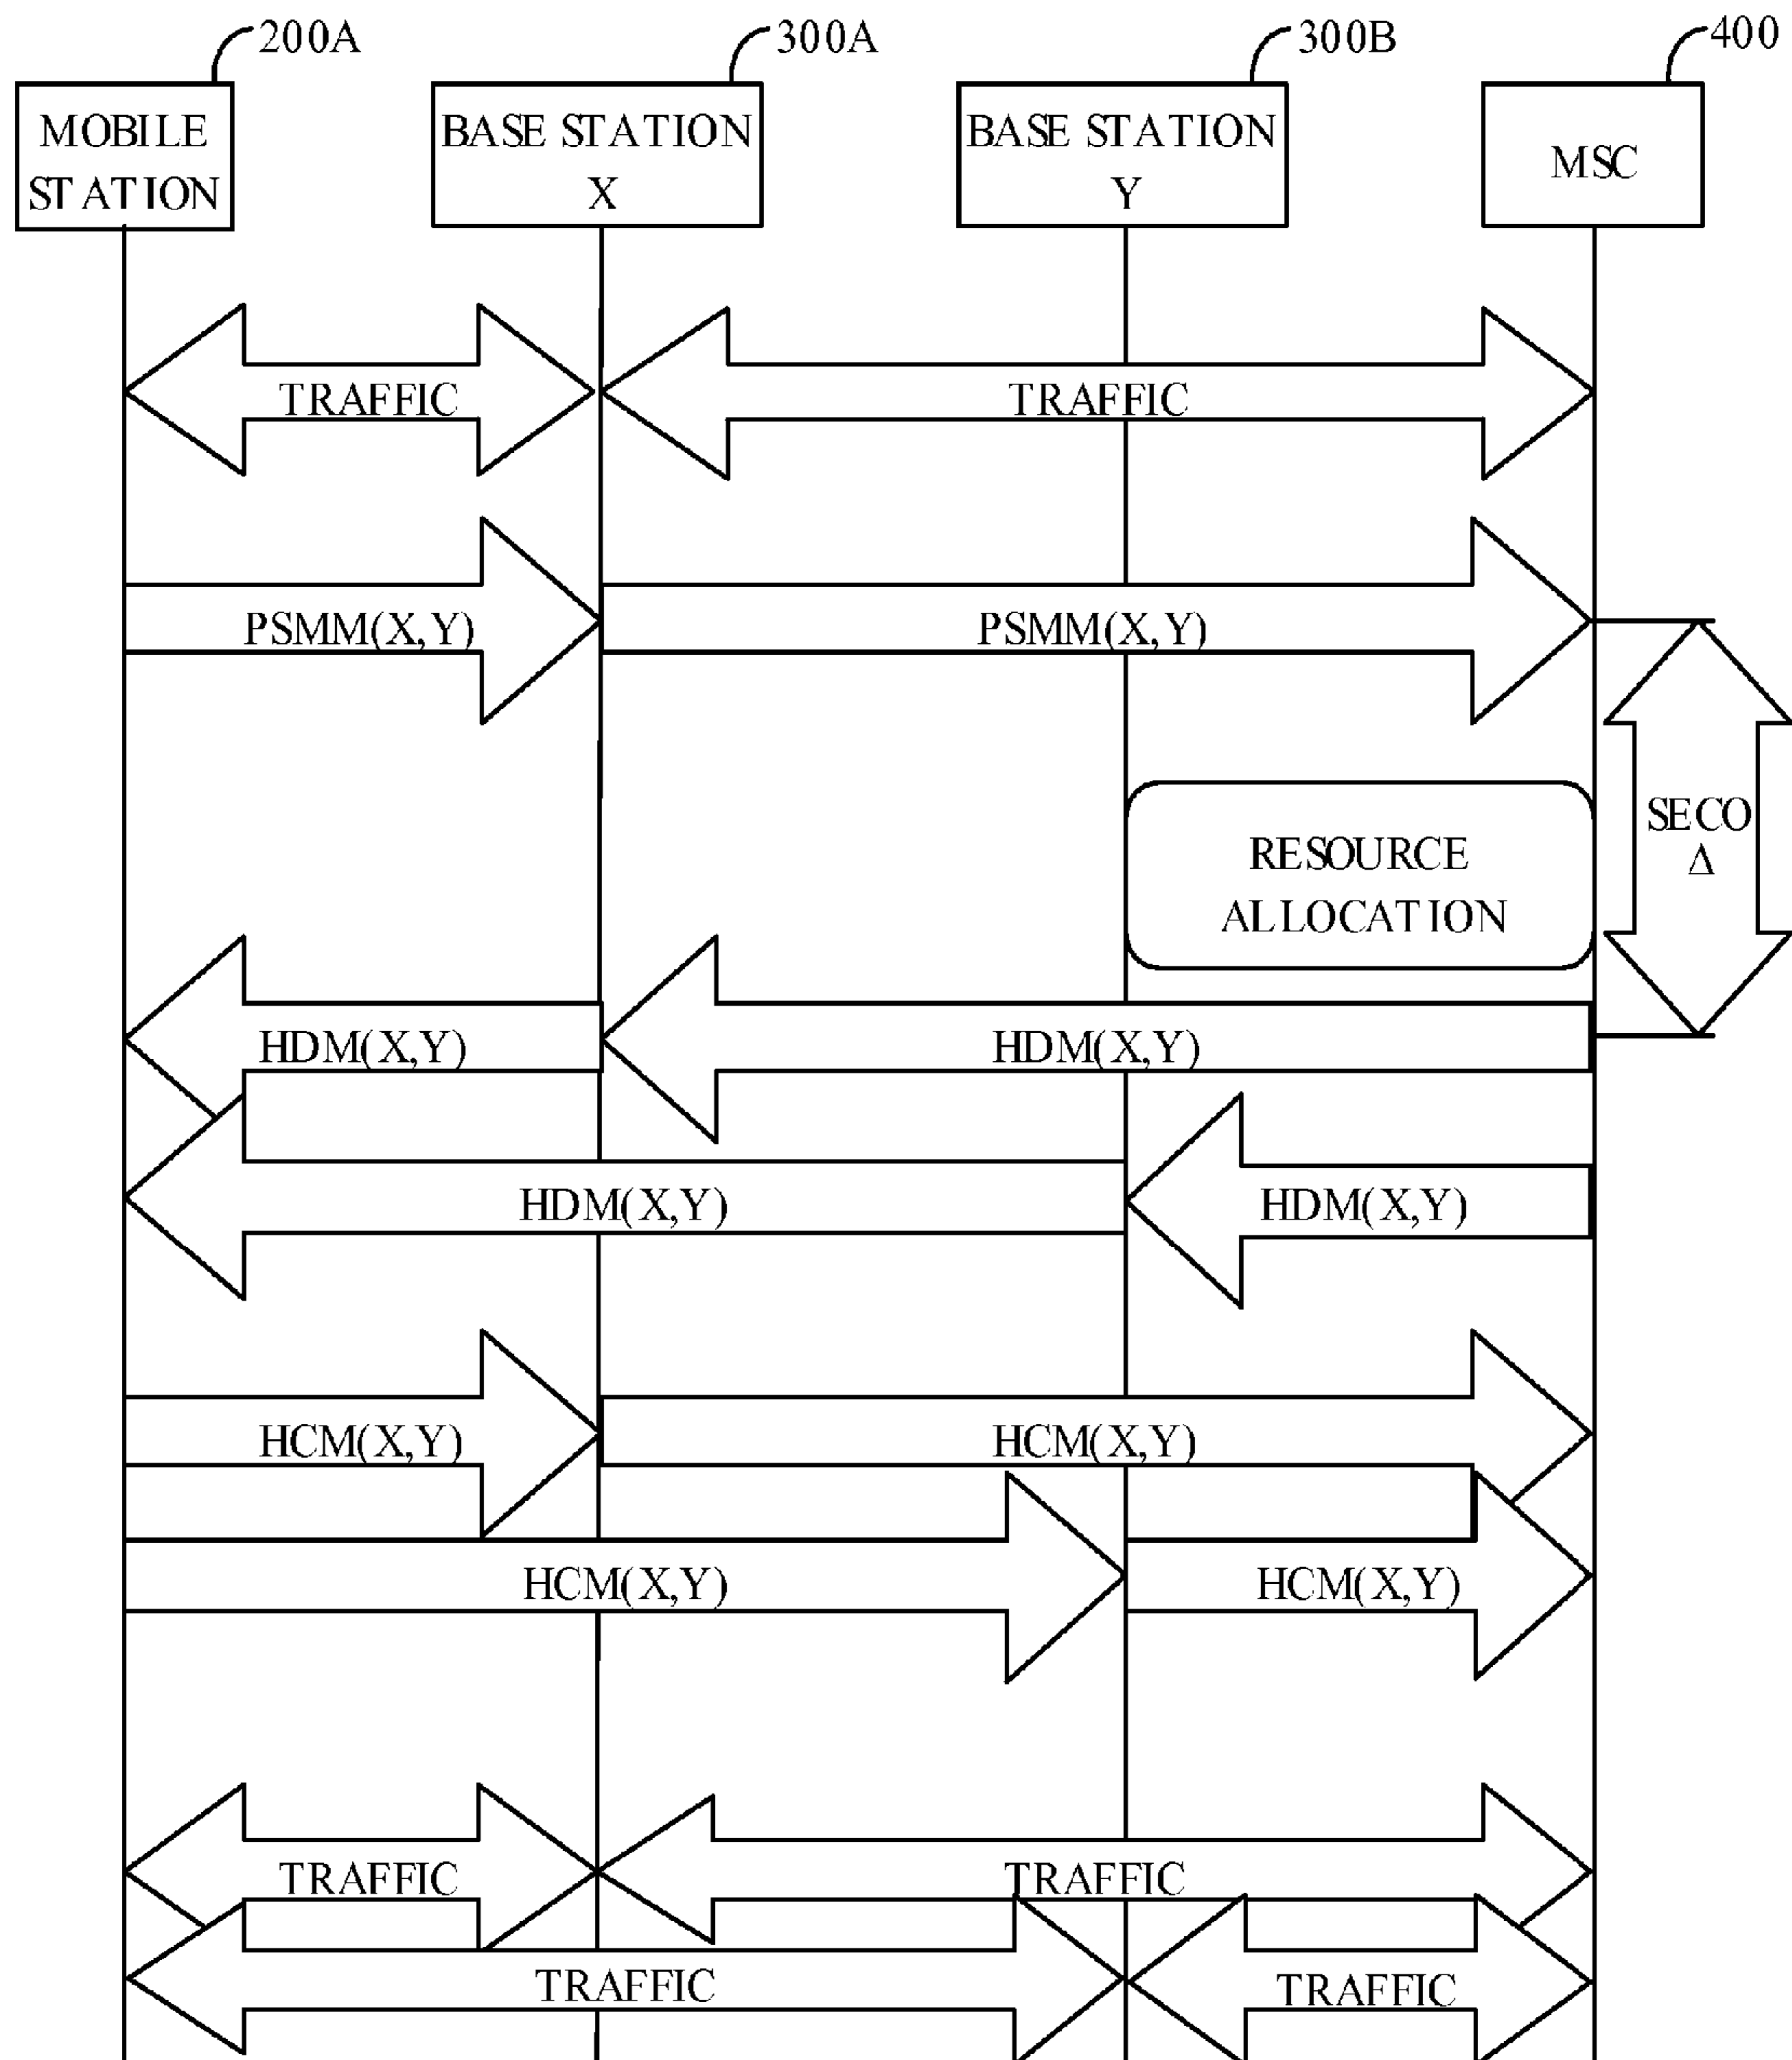 200A
300A
300B
400
MOBILE
STATION
BASE STATION
X
BASE STATION
Y
MSC
TRAFFIC
TRAFFIC
PSMM(X,Y)
PSMM(X,Y)
SECO
Δ
RESOURCE
ALLOCATION
HDM(X,Y)
HDM(X,Y)
HDM(X,Y)
HDM(X,Y)
HCM(X,Y)
HCM(X,Y)
HCM(X,Y)
HCM(X,Y)
TRAFFIC
TRAFFIC
TRAFFIC
TRAFFIC